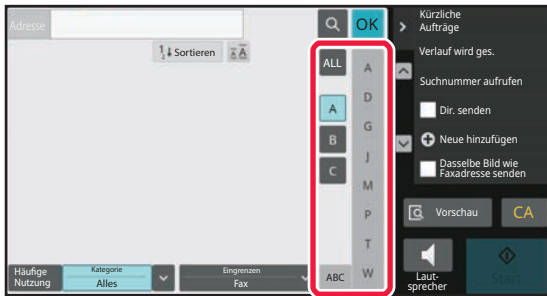 Adresse
OK
1 Sortieren
A A
ALL
A
B
C
ABC
A
D
G
J
M
P
T
W
Häufige
Nutzung
Kategorie
Alles
Eingrenzen
Fax
Kürzliche
Aufträge
Verlauf wird ges.
Suchnummer aufrufen
Dir. senden
Neue hinzufügen
Dasselbe Bild wie
Faxadresse senden
Vorschau
CA
Laut-
sprecher
Start